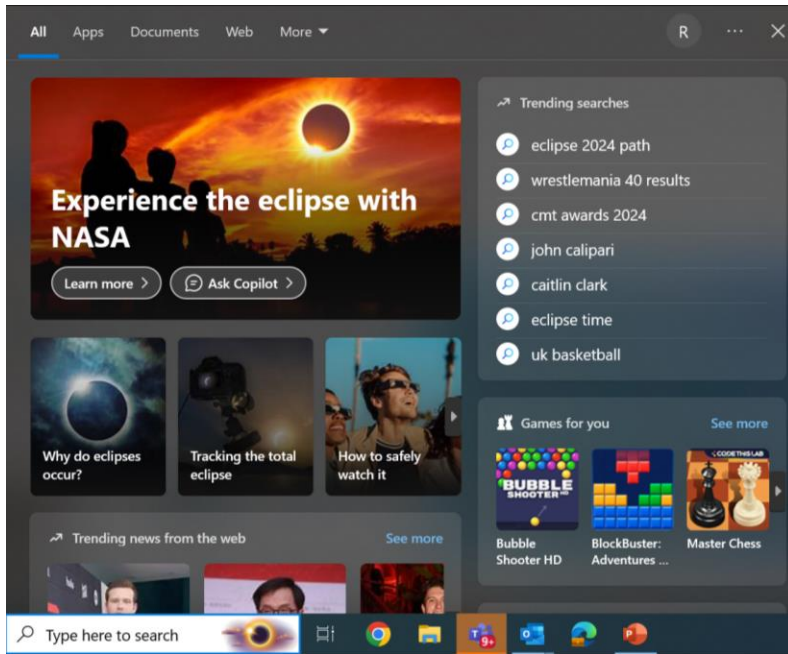 All Apps Documents Web More R
Experience the eclipse with
NASA
Learn more Ask Copilot
Why do eclipses
occur?
Tracking the total
eclipse
How to safely
watch it
Trending news from the web See more
Trending searches
eclipse 2024 path
wrestlemania 40 results
cmt awards 2024
john calipari
caitlin clark
eclipse time
uk basketball
Games for you See more
BUBBLE
SHOOTER HD
CODETHISLAB
Bubble
Shooter HD
BlockBuster:
Adventures ...
Master Chess
Type here to search
T
9+
O
P